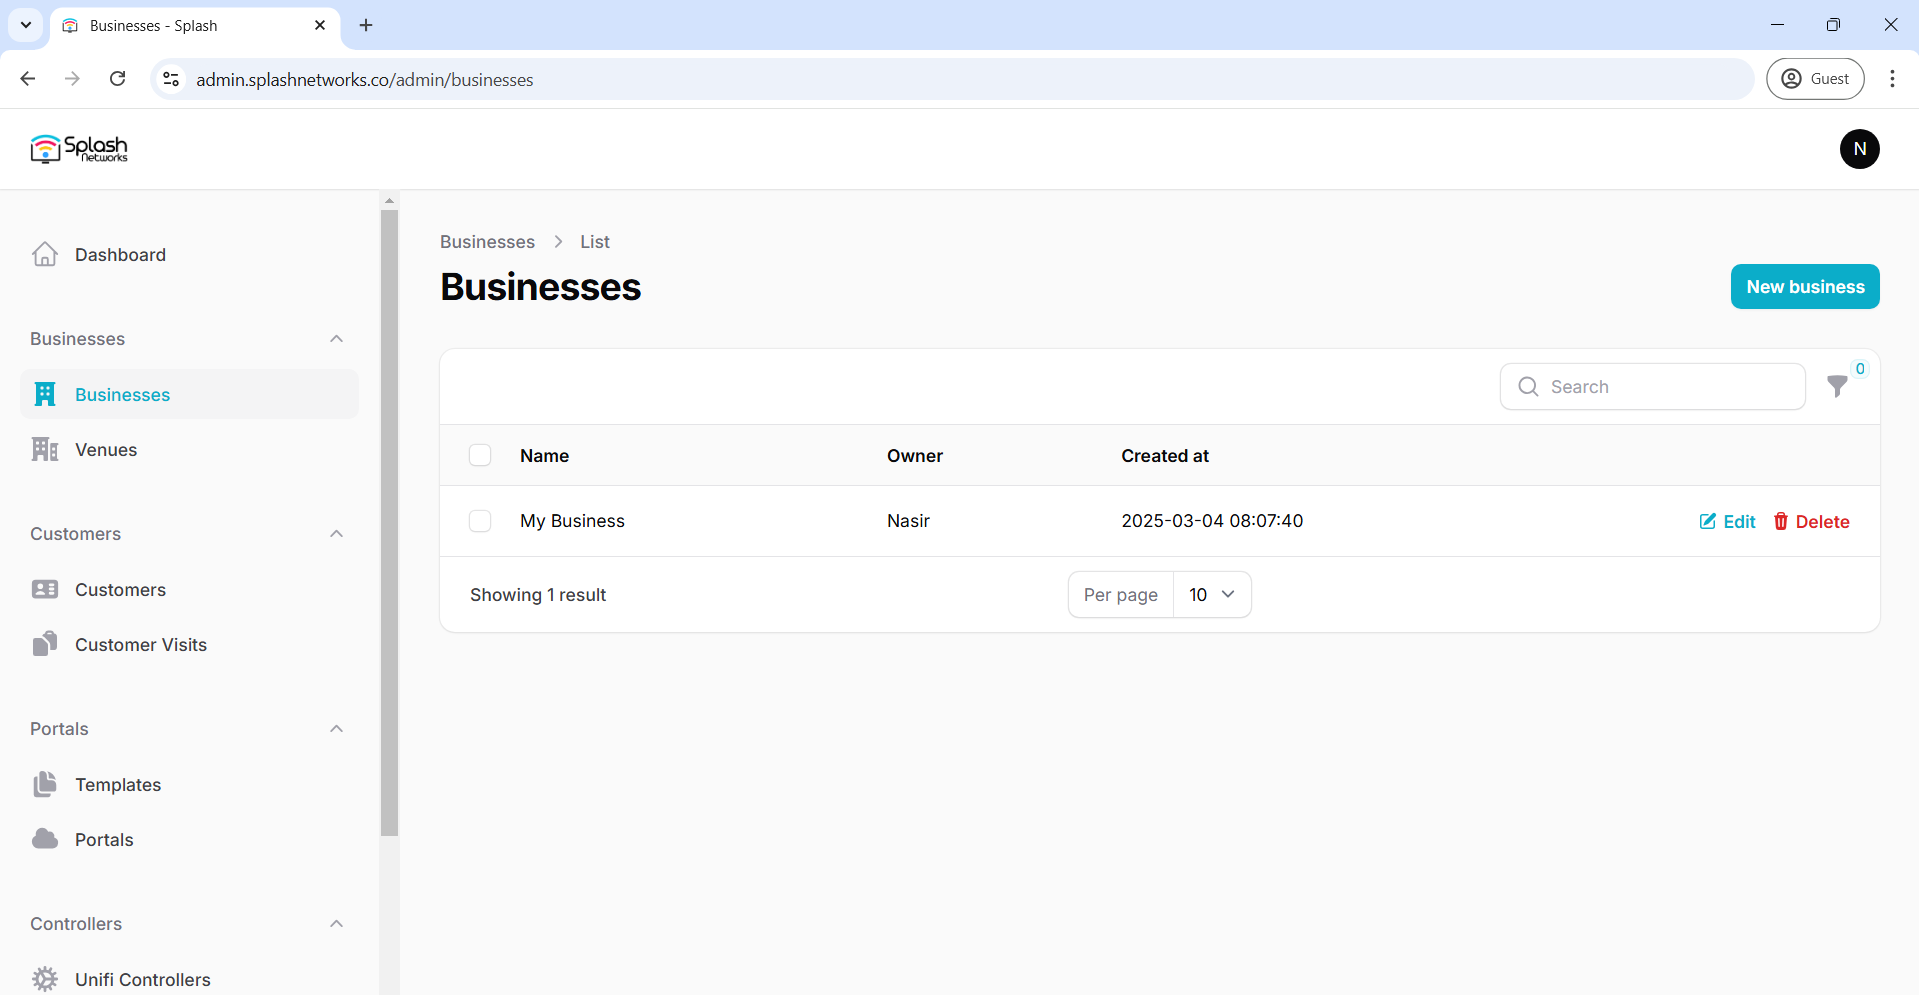 Businesses - Splash
admin.splashnetworks.co/admin/businesses
Guest
Splash
Networks
N
Dashboard
Businesses
Businesses
Venues
Customers
Customers
Customer Visits
Portals
Templates
Portals
Controllers
Unifi Controllers
Businesses List
Businesses
New business
Search
0
Name Owner Created at
My Business Nasir 2025-03-04 08:07:40 Edit Delete
Showing 1 result Per page 10